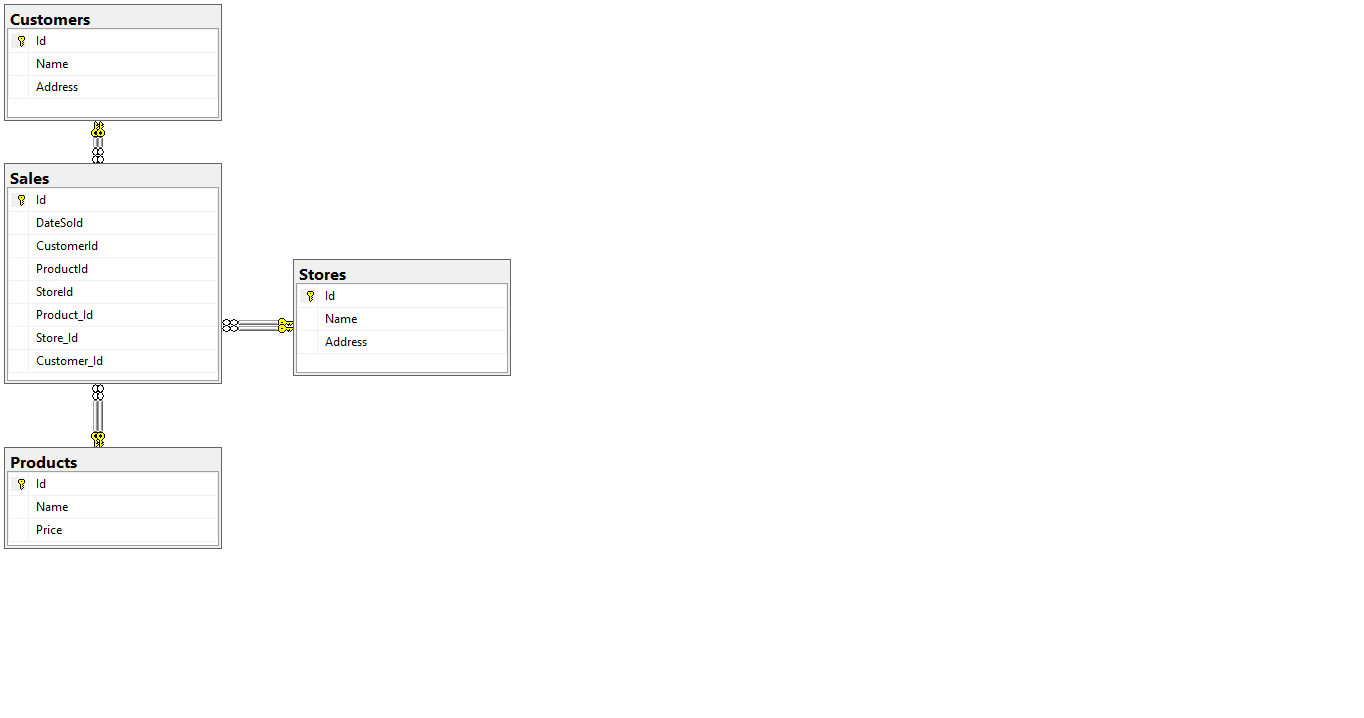 Customers
Id
Name
Address
Sales
Id
DateSold
CustomerId
ProductId
StoreId
Product_Id
Store_Id
Customer_Id
Stores
Id
Name
Address
Products
Id
Name
Price